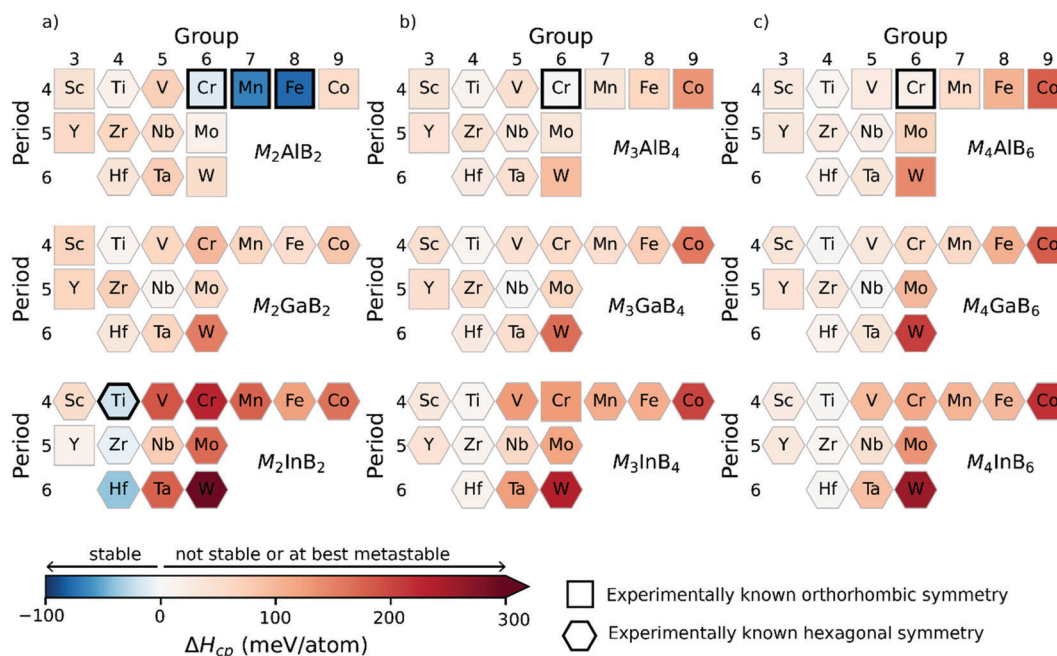 a) b) c)
Group Group Group
3 4 5 6 7 8 9 3 4 5 6 7 8 9 3 4 5 6 7 8 9
4 Sc Ti V Cr Mn Fe Co 4 Sc Ti V Cr Mn Fe Co 4 Sc Ti V Cr Mn Fe Co
Period 5 Y Zr Nb Mo M₂AlB₂ Period 5 Y Zr Nb Mo M₃AlB₄ Period 5 Y Zr Nb Mo M₄AlB₆
6 Hf Ta W 6 Hf Ta W 6 Hf Ta W
4 Sc Ti V Cr Mn Fe Co 4 Sc Ti V Cr Mn Fe Co 4 Sc Ti V Cr Mn Fe Co
Period 5 Y Zr Nb Mo M₂GaB₂ Period 5 Y Zr Nb Mo M₃GaB₄ Period 5 Y Zr Nb Mo M₄GaB₆
6 Hf Ta W 6 Hf Ta W 6 Hf Ta W
4 Sc Ti V Cr Mn Fe Co 4 Sc Ti V Cr Mn Fe Co 4 Sc Ti V Cr Mn Fe Co
Period 5 Y Zr Nb Mo M₂InB₂ Period 5 Y Zr Nb Mo M₃InB₄ Period 5 Y Zr Nb Mo M₄InB₆
6 Hf Ta W 6 Hf Ta W 6 Hf Ta W
stable not stable or at best metastable
−100 0 100 200 300
ΔH_cp (meV/atom)
Experimentally known orthorhombic symmetry
Experimentally known hexagonal symmetry